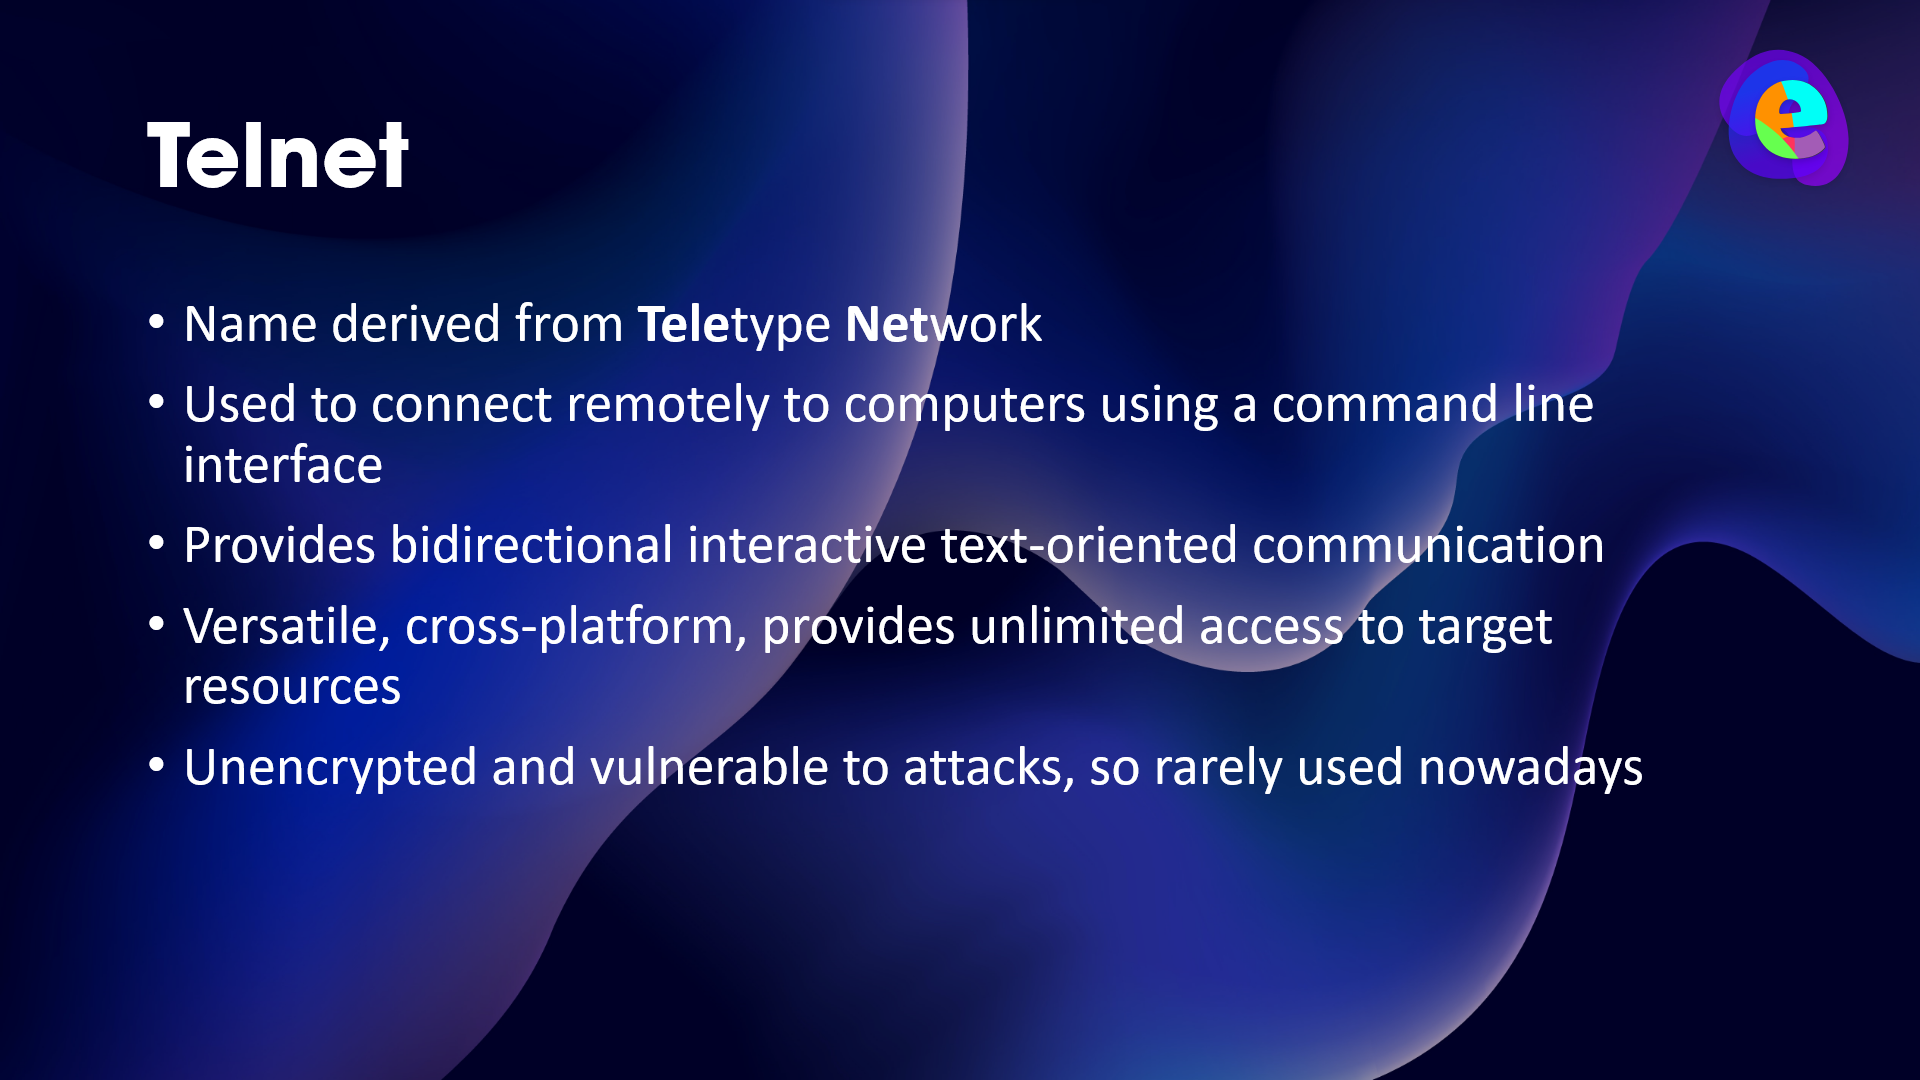 Telnet
• Name derived from Teletype Network
• Used to connect remotely to computers using a command line
interface
• Provides bidirectional interactive text-oriented communication
• Versatile, cross-platform, provides unlimited access to target
resources
• Unencrypted and vulnerable to attacks, so rarely used nowadays
e